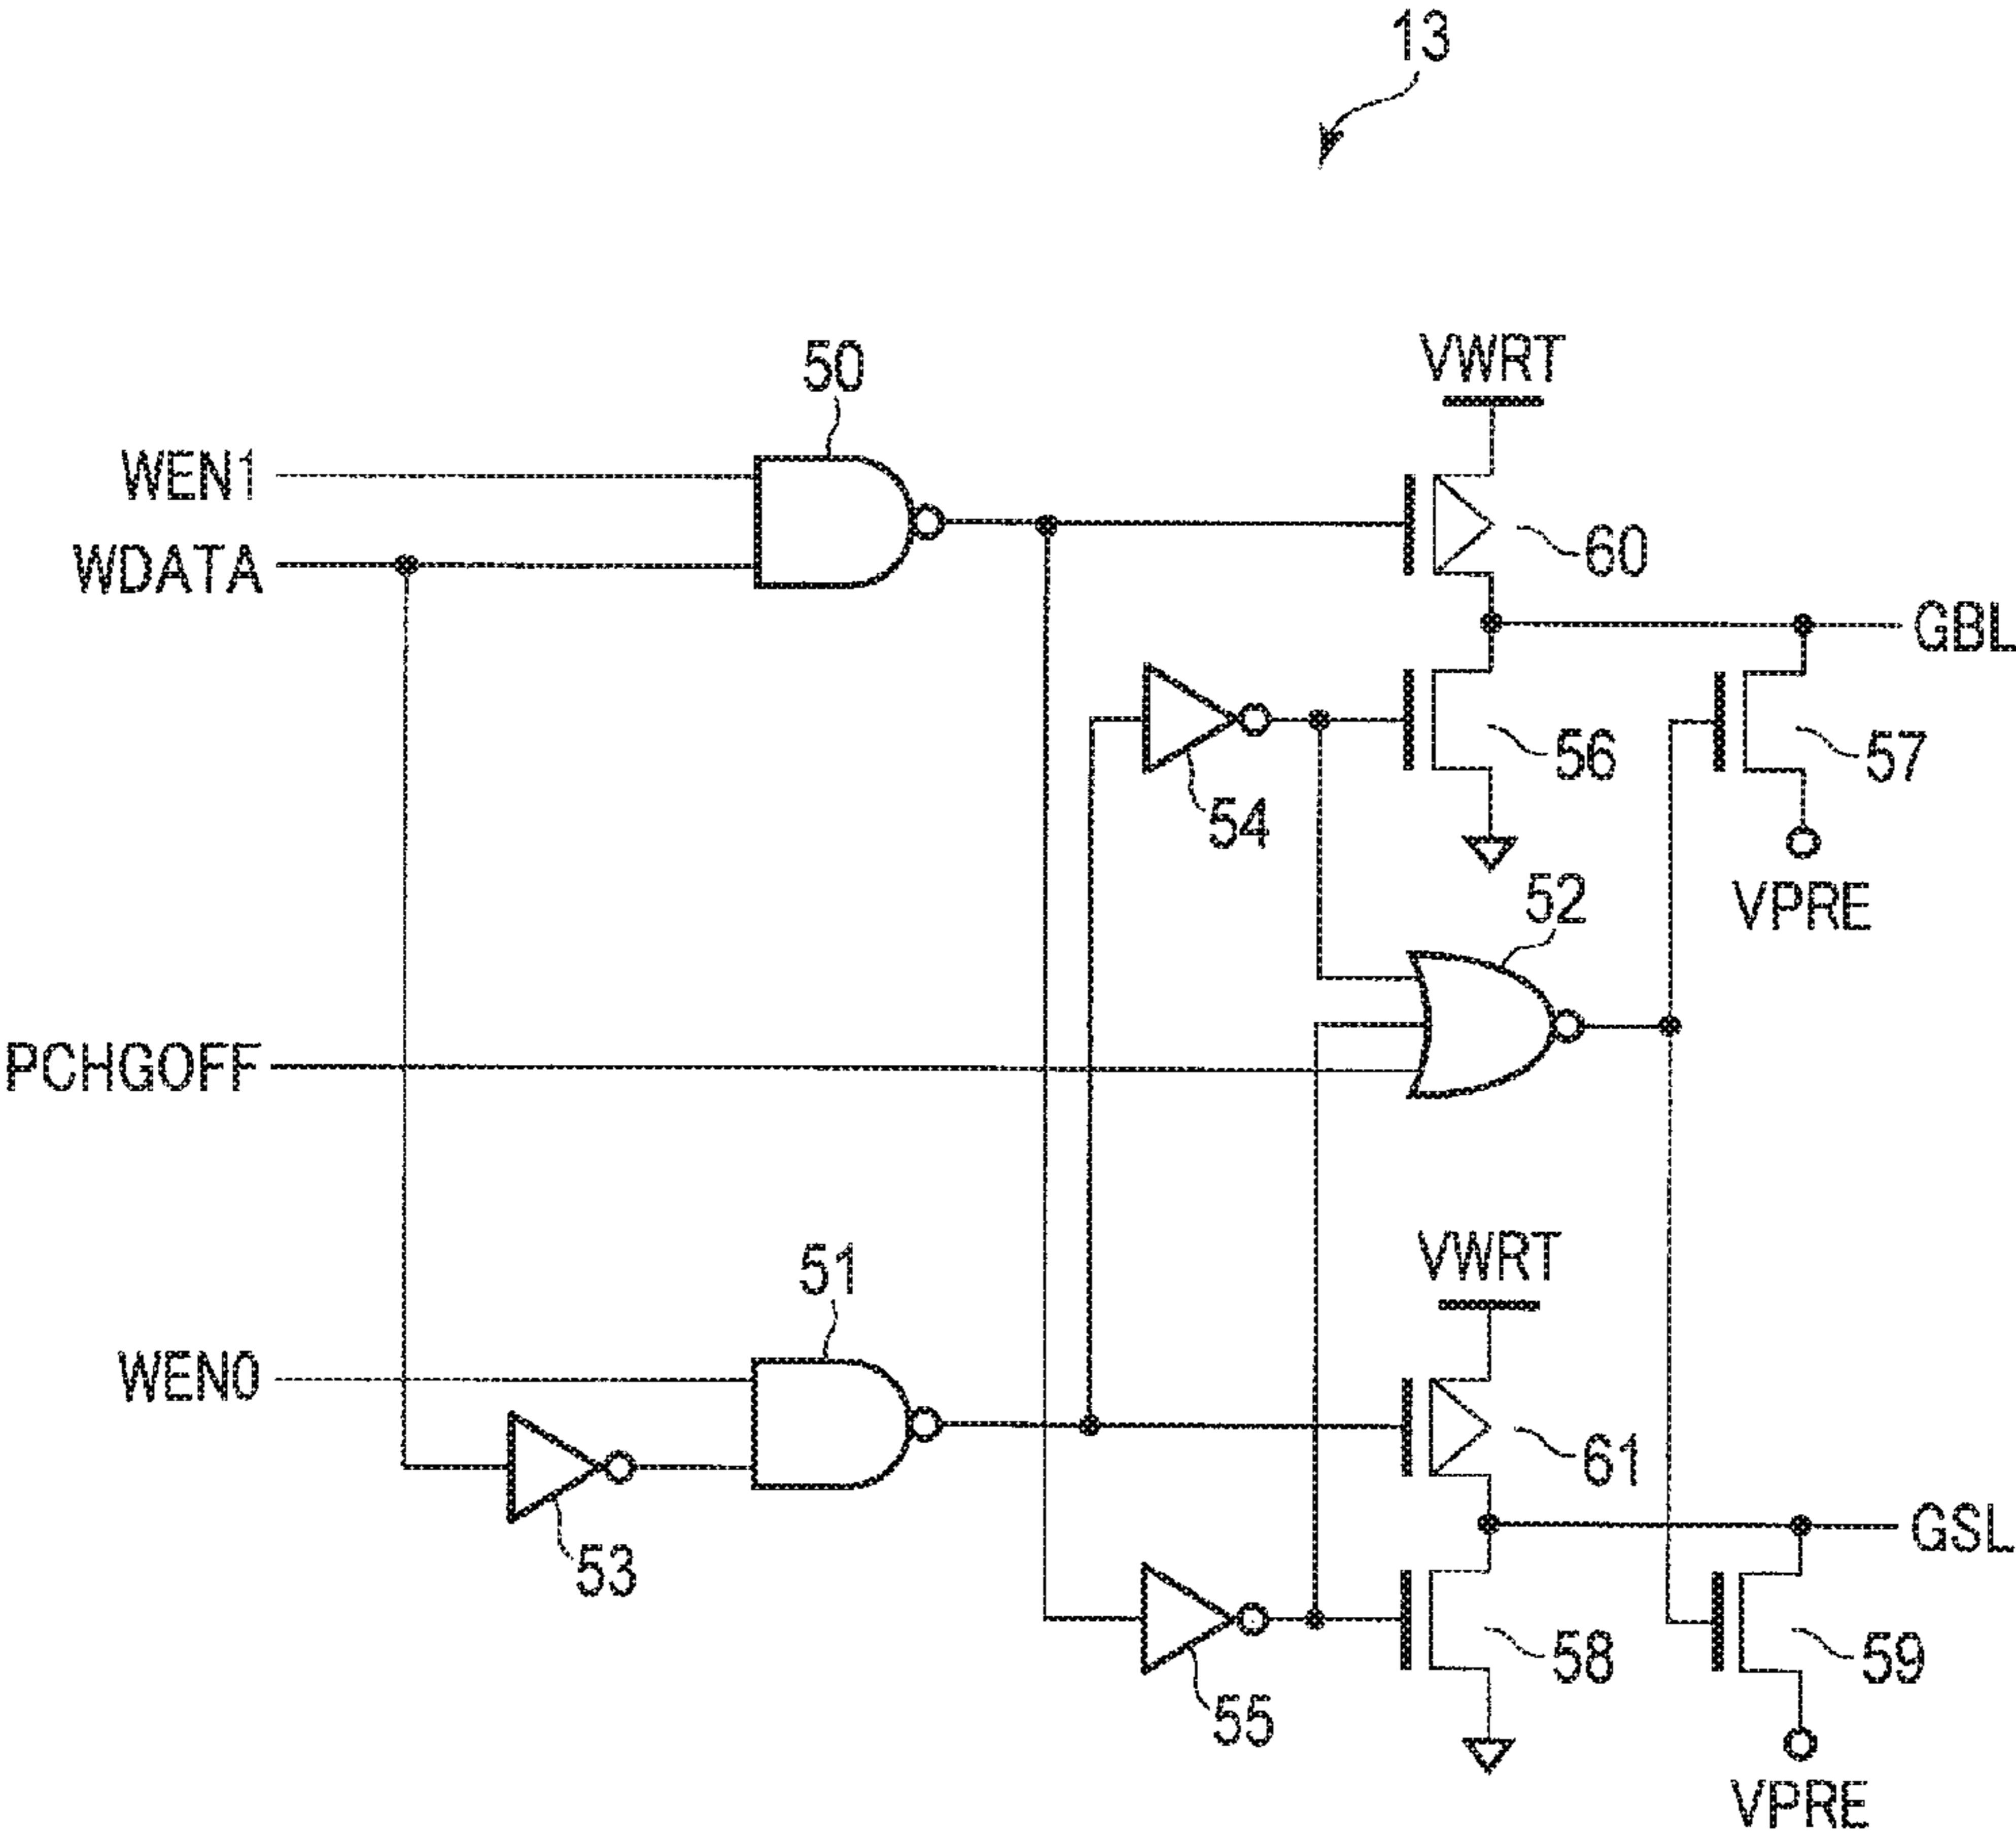 13
VWRT
50
WEN1
WDATA
60
GBL
54
56
57
VPRE
52
PCHGOFF
VWRT
51
WEN0
61
GSL
53
55
58
59
VPRE